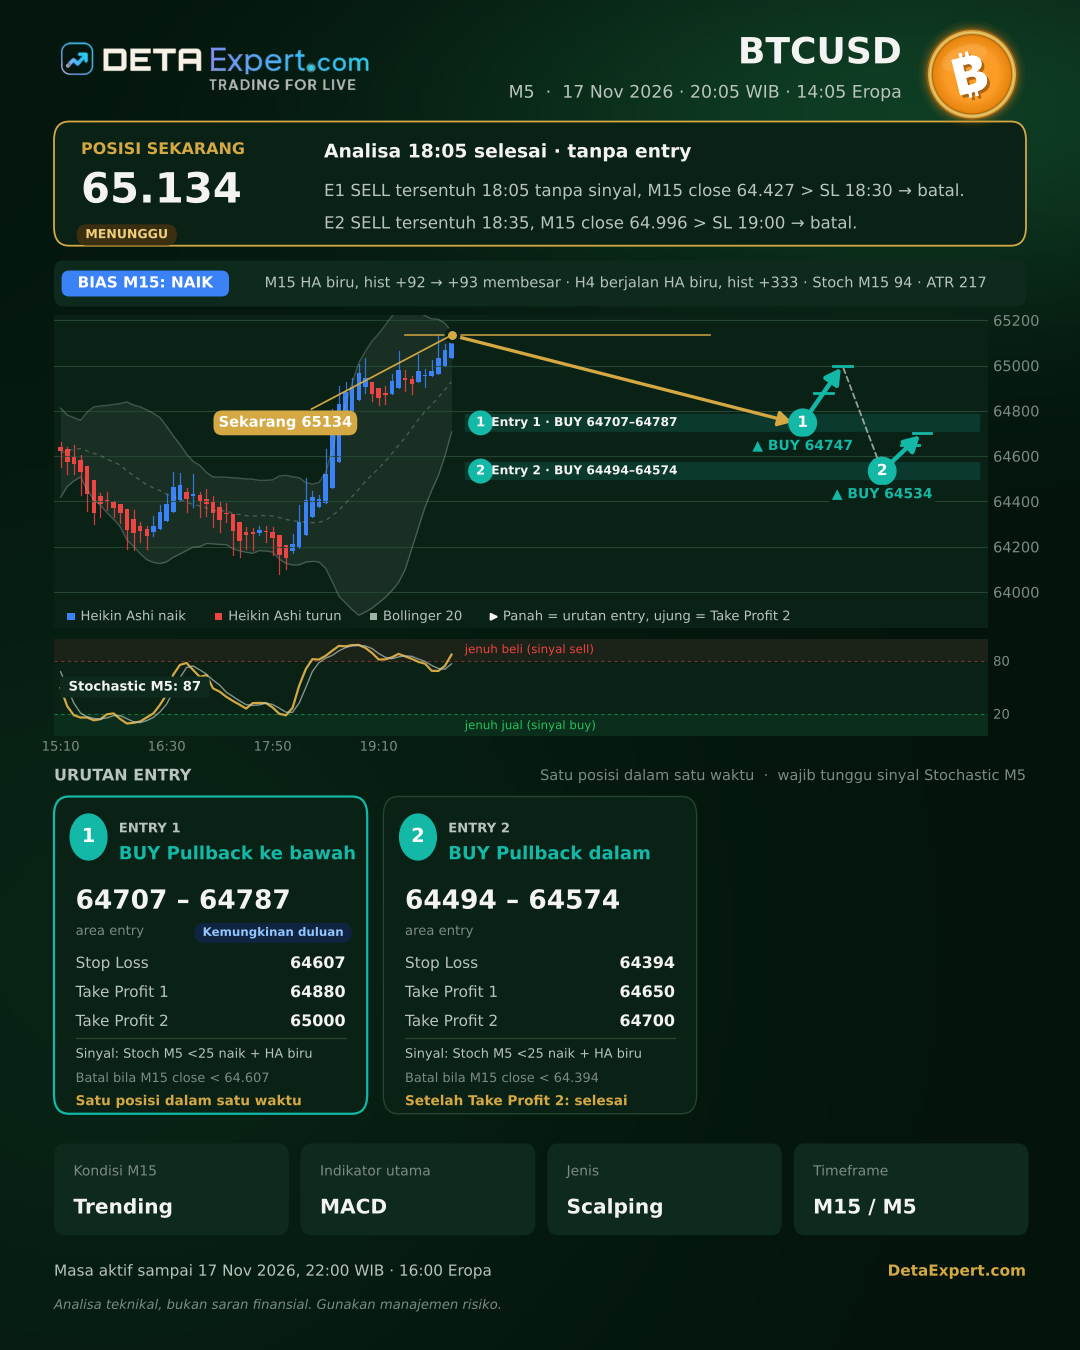 DETA Expert.com
TRADING FOR LIVE
BTCUSD
M5 · 17 Nov 2026 · 20:05 WIB · 14:05 Eropa
POSISI SEKARANG
65.134
MENUNGGU
Analisa 18:05 selesai · tanpa entry
E1 SELL tersentuh 18:05 tanpa sinyal, M15 close 64.427 > SL 18:30 → batal.
E2 SELL tersentuh 18:35, M15 close 64.996 > SL 19:00 → batal.
BIAS M15: NAIK
M15 HA biru, hist +92 → +93 membesar · H4 berjalan HA biru, hist +333 · Stoch M15 94 · ATR 217
65200
65000
64800
64600
64400
64200
64000
Sekarang 65134
1 Entry 1 · BUY 64707–64787
1
▲ BUY 64747
2 Entry 2 · BUY 64494–64574
2
▲ BUY 64534
Heikin Ashi naik
Heikin Ashi turun
Bollinger 20
Panah = urutan entry, ujung = Take Profit 2
jenuh beli (sinyal sell)
80
Stochastic M5: 87
20
jenuh jual (sinyal buy)
15:10 16:30 17:50 19:10
URUTAN ENTRY
Satu posisi dalam satu waktu · wajib tunggu sinyal Stochastic M5
1
ENTRY 1
BUY Pullback ke bawah
64707 – 64787
area entry
Kemungkinan duluan
Stop Loss 64607
Take Profit 1 64880
Take Profit 2 65000
Sinyal: Stoch M5 <25 naik + HA biru
Batal bila M15 close < 64.607
Satu posisi dalam satu waktu
2
ENTRY 2
BUY Pullback dalam
64494 – 64574
area entry
Stop Loss 64394
Take Profit 1 64650
Take Profit 2 64700
Sinyal: Stoch M5 <25 naik + HA biru
Batal bila M15 close < 64.394
Setelah Take Profit 2: selesai
Kondisi M15
Trending
Indikator utama
MACD
Jenis
Scalping
Timeframe
M15 / M5
Masa aktif sampai 17 Nov 2026, 22:00 WIB · 16:00 Eropa
DetaExpert.com
Analisa teknikal, bukan saran finansial. Gunakan manajemen risiko.